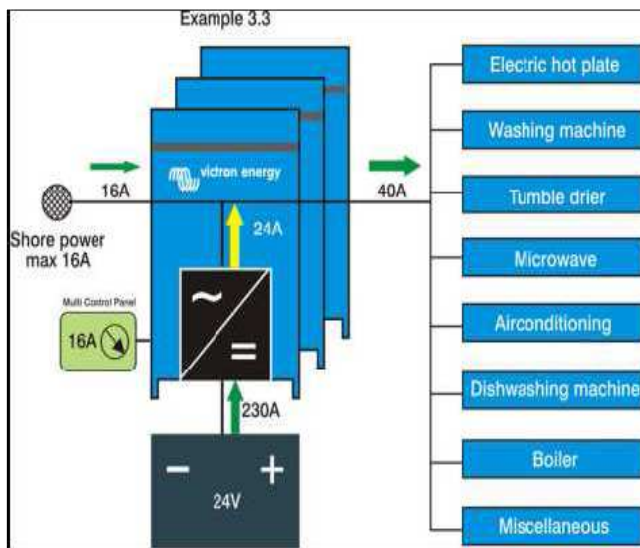 Example 3.3
Electric hot plate
Washing machine
Tumble drier
Microwave
Airconditioning
Dishwashing machine
Boiler
Miscellaneous
victron energy
16A
40A
Shore power
max 16A
24A
Multi Control Panel
16A
~
=
230A
− +
24V